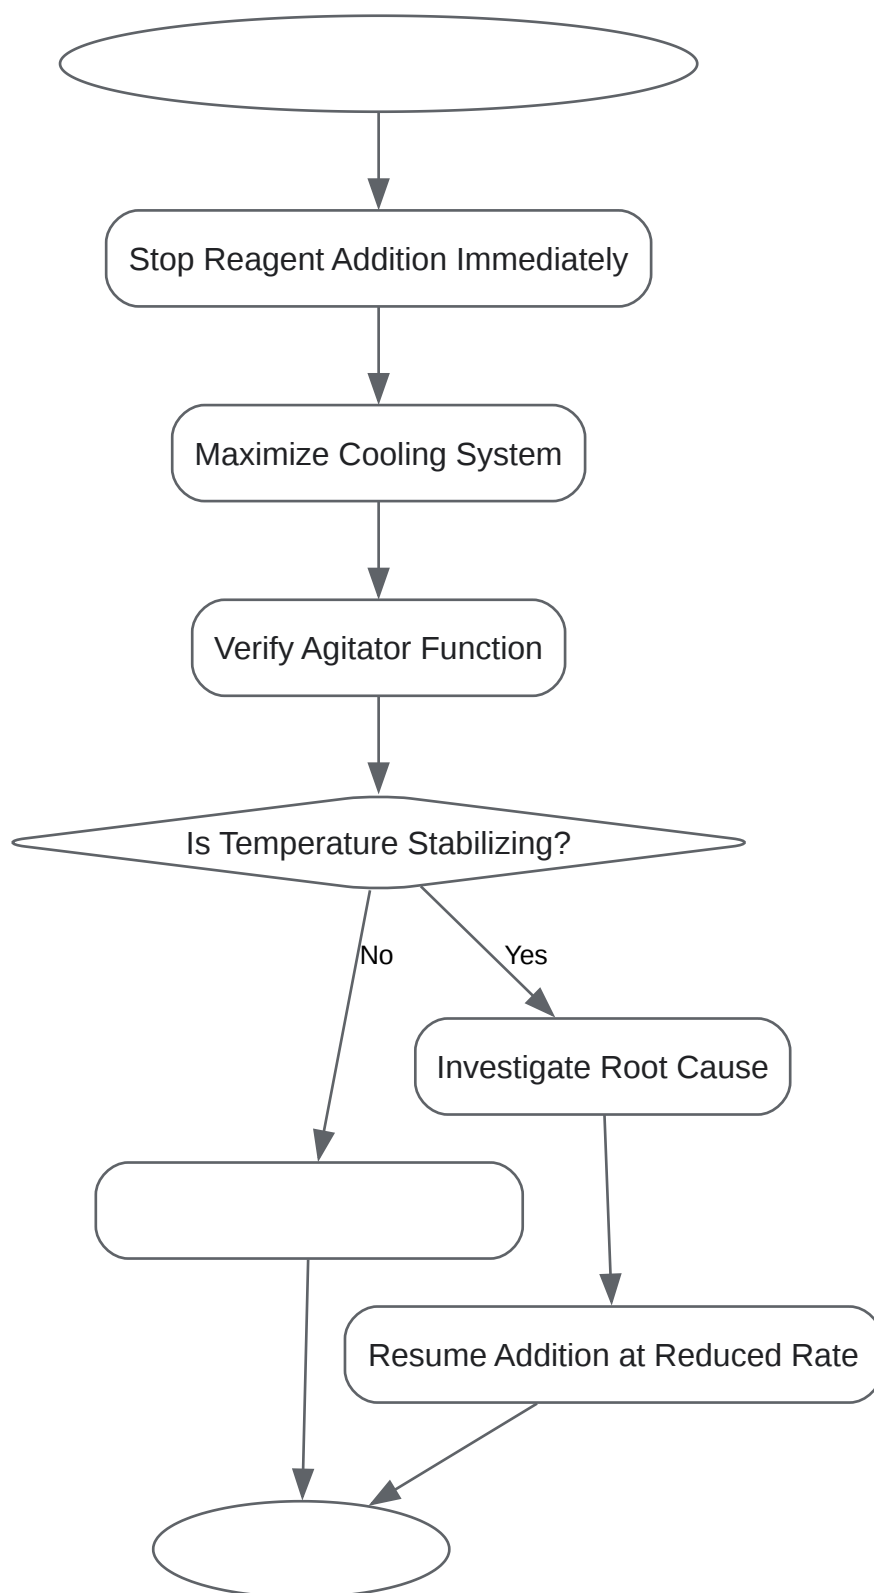 Stop Reagent Addition Immediately
Maximize Cooling System
Verify Agitator Function
Is Temperature Stabilizing?
No
Yes
Investigate Root Cause
Resume Addition at Reduced Rate